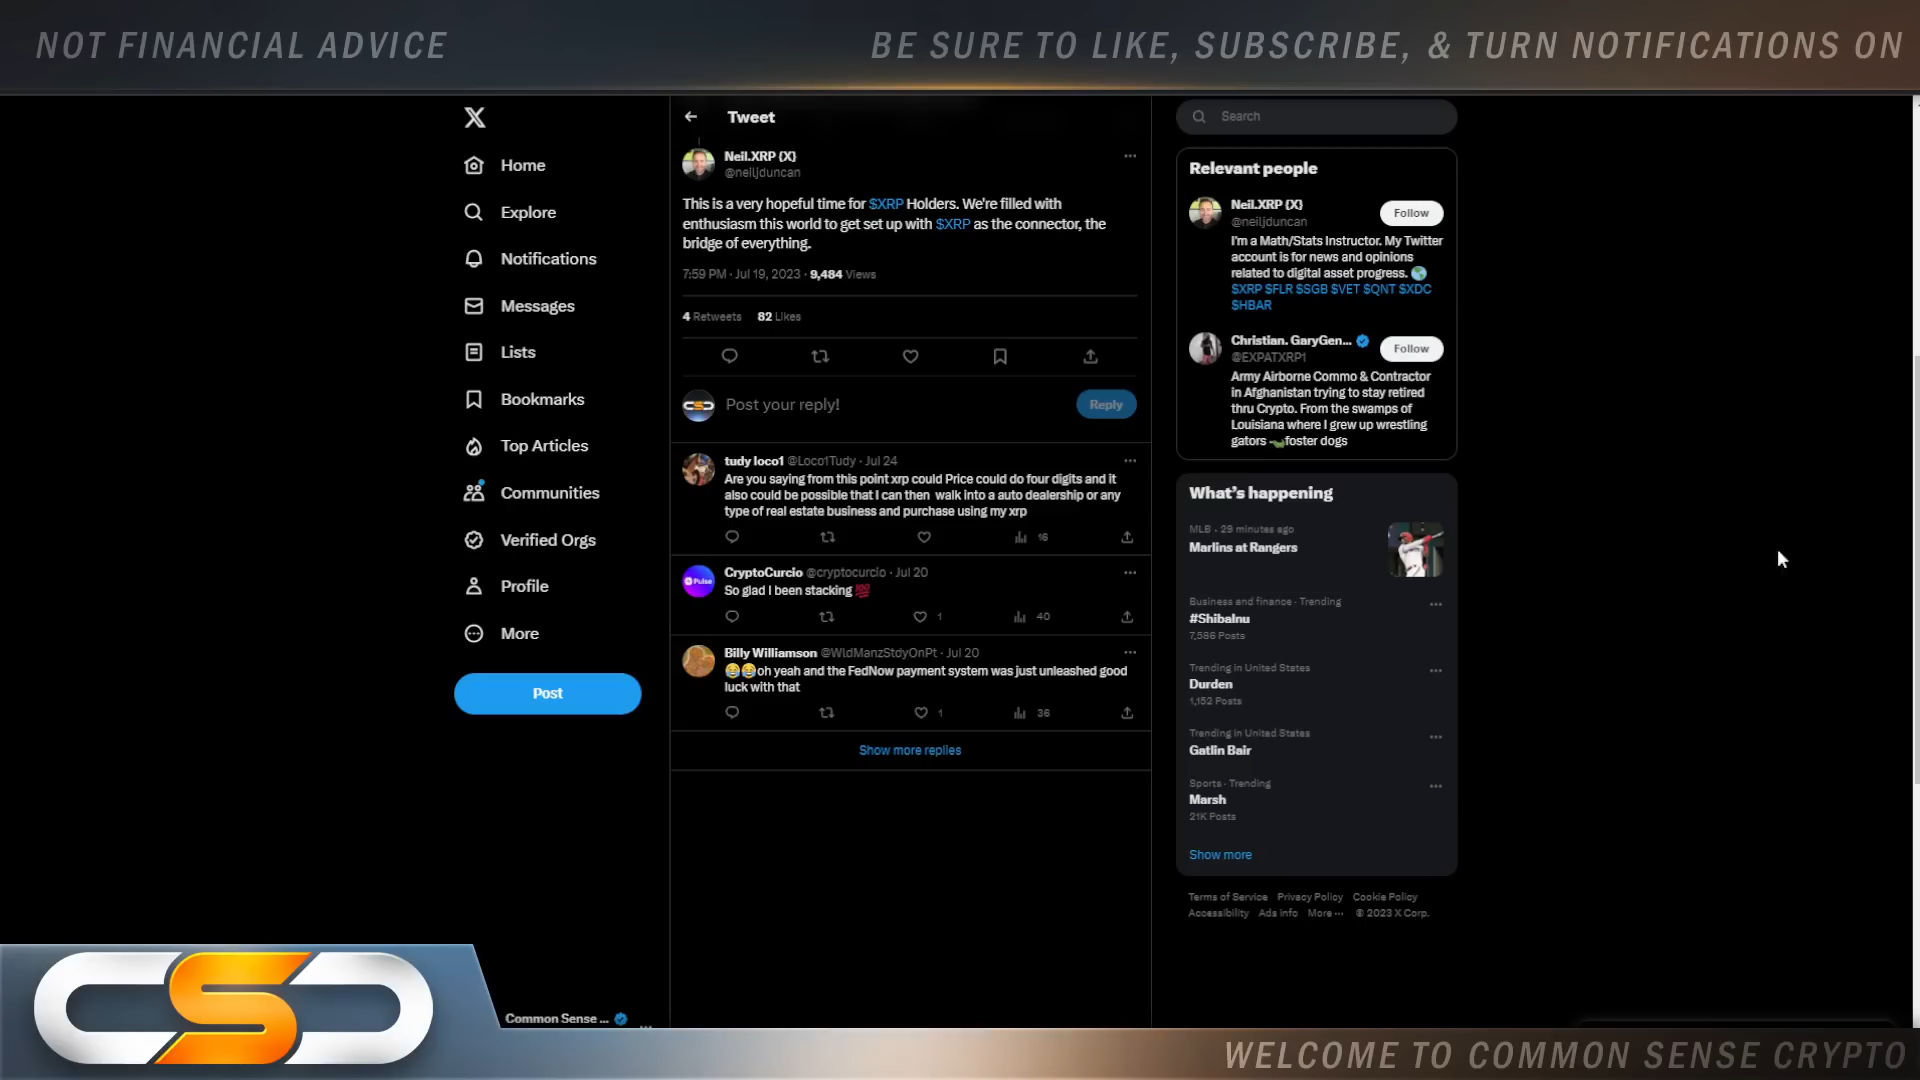 NOT FINANCIAL ADVICE
BE SURE TO LIKE, SUBSCRIBE, & TURN NOTIFICATIONS ON
Home
Explore
Notifications
Messages
Lists
Bookmarks
Top Articles
Communities
Verified Orgs
Profile
More
Post
Common Sense ...
Tweet
Neil.XRP {X}
@neiljduncan
This is a very hopeful time for $XRP Holders. We're filled with
enthusiasm this world to get set up with $XRP as the connector, the
bridge of everything.
7:59 PM · Jul 19, 2023 · 9,484 Views
4 Retweets 82 Likes
Post your reply!
Reply
tudy loco1 @Loco1Tudy · Jul 24
Are you saying from this point xrp could Price could do four digits and it
also could be possible that I can then walk into a auto dealership or any
type of real estate business and purchase using my xrp
16
CryptoCurcio @cryptocurcio · Jul 20
So glad I been stacking 💯
1 40
Billy Williamson @WldManzStdyOnPt · Jul 20
😂😂oh yeah and the FedNow payment system was just unleashed good
luck with that
1 36
Show more replies
Search
Relevant people
Neil.XRP {X}
@neiljduncan
Follow
I'm a Math/Stats Instructor. My Twitter
account is for news and opinions
related to digital asset progress. 🌎
$XRP $FLR $SGB $VET $QNT $XDC
$HBAR
Christian. GaryGen...
@EXPATXRP1
Follow
Army Airborne Commo & Contractor
in Afghanistan trying to stay retired
thru Crypto. From the swamps of
Louisiana where I grew up wrestling
gators 🐊foster dogs
What's happening
MLB · 29 minutes ago
Marlins at Rangers
Business and finance · Trending
#ShibaInu
7,586 Posts
Trending in United States
Durden
1,152 Posts
Trending in United States
Gatlin Bair
Sports · Trending
Marsh
21K Posts
Show more
Terms of Service Privacy Policy Cookie Policy
Accessibility Ads info More ··· © 2023 X Corp.
CSC
WELCOME TO COMMON SENSE CRYPTO